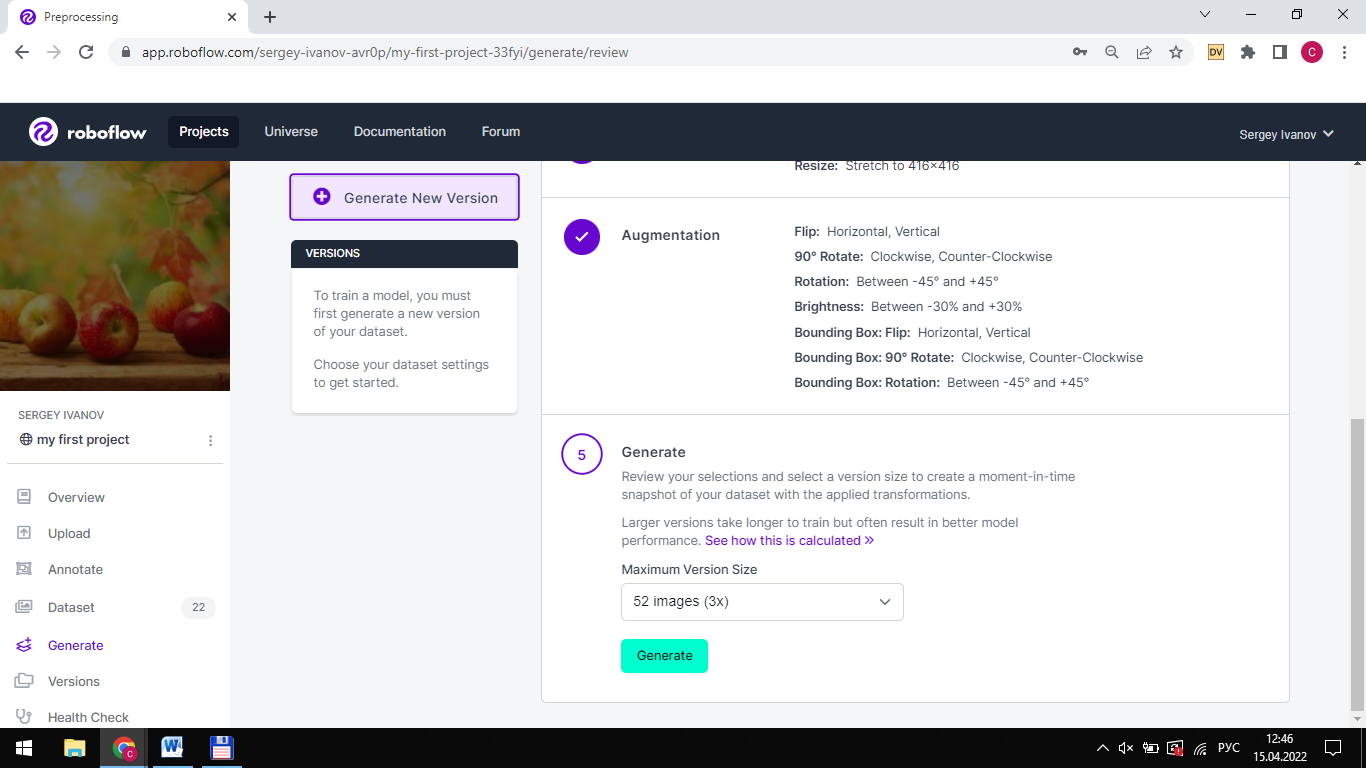 Preprocessing
app.roboflow.com/sergey-ivanov-avr0p/my-first-project-33fyi/generate/review
DV
C
roboflow
Projects
Universe
Documentation
Forum
Sergey Ivanov
Generate New Version
VERSIONS
To train a model, you must
first generate a new version
of your dataset.
Choose your dataset settings
to get started.
SERGEY IVANOV
my first project
Overview
Upload
Annotate
Dataset 22
Generate
Versions
Health Check
Resize: Stretch to 416×416
Augmentation
Flip: Horizontal, Vertical
90° Rotate: Clockwise, Counter-Clockwise
Rotation: Between -45° and +45°
Brightness: Between -30% and +30%
Bounding Box: Flip: Horizontal, Vertical
Bounding Box: 90° Rotate: Clockwise, Counter-Clockwise
Bounding Box: Rotation: Between -45° and +45°
5
Generate
Review your selections and select a version size to create a moment-in-time
snapshot of your dataset with the applied transformations.
Larger versions take longer to train but often result in better model
performance. See how this is calculated »
Maximum Version Size
52 images (3x)
Generate
C
W
РУС
12:46
15.04.2022